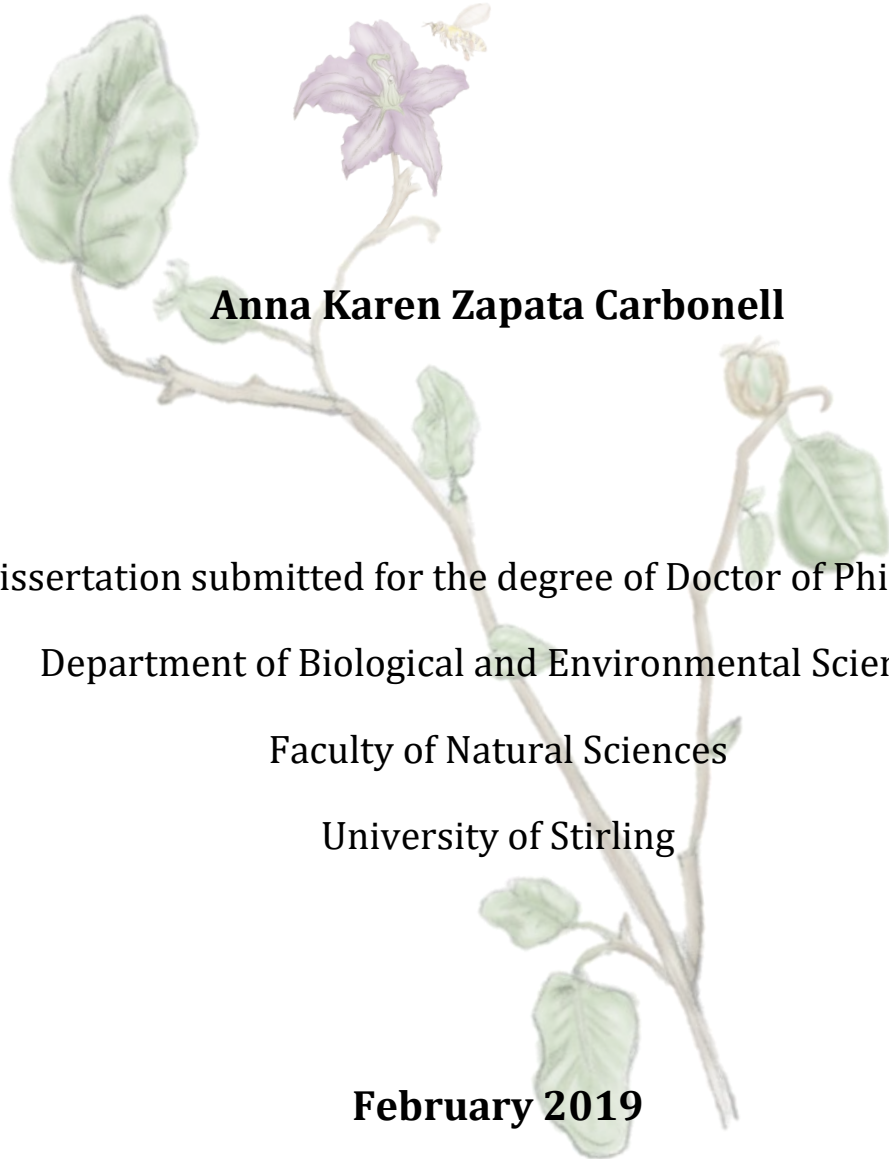 Anna Karen Zapata Carbonell
issertation submitted for the degree of Doctor of Phi
Department of Biological and Environmental Scien
Faculty of Natural Sciences
University of Stirling
February 2019